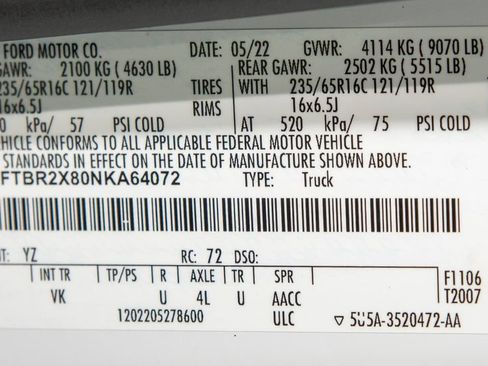 FORD MOTOR CO. DATE: 05/22 GVWR: 4114 KG (9070 LB)
GAWR: 2100 KG (4630 LB) REAR GAWR: 2502 KG (5515 LB)
235/65R16C 121/119R TIRES WITH 235/65R16C 121/119R
16x6.5J RIMS 16x6.5J
0 kPa/ 57 PSI COLD AT 520 kPa/ 75 PSI COLD
HICLE CONFORMS TO ALL APPLICABLE FEDERAL MOTOR VEHICLE
STANDARDS IN EFFECT ON THE DATE OF MANUFACTURE SHOWN ABOVE.
FTBR2X80NKA64072 TYPE: Truck
NT: YZ RC: 72 DSO:
INT TR TP/PS R AXLE TR SPR F1106
VK U 4L U AACC T2007
1202205278600 ULC ▽ 5U5A-3520472-AA